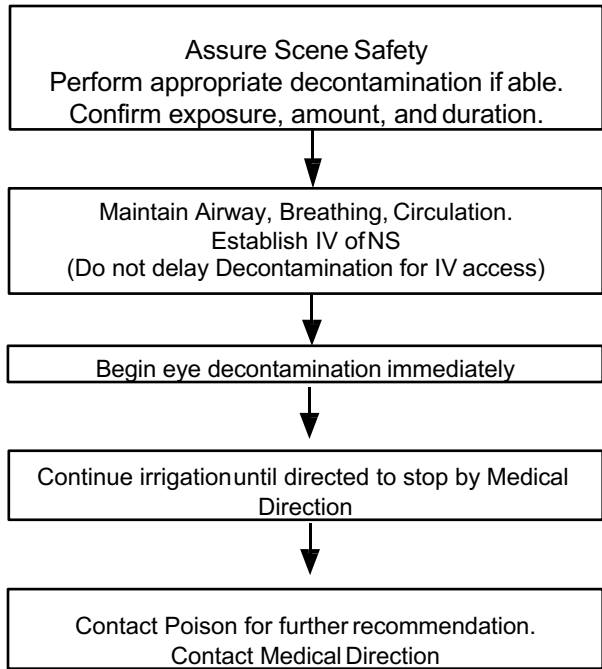 Assure Scene Safety
Perform appropriate decontamination if able.
Confirm exposure, amount, and duration.
Maintain Airway, Breathing, Circulation.
Establish IV of NS
(Do not delay Decontamination for IV access)
Begin eye decontamination immediately
Continue irrigation until directed to stop by Medical
Direction
Contact Poison for further recommendation.
Contact Medical Direction